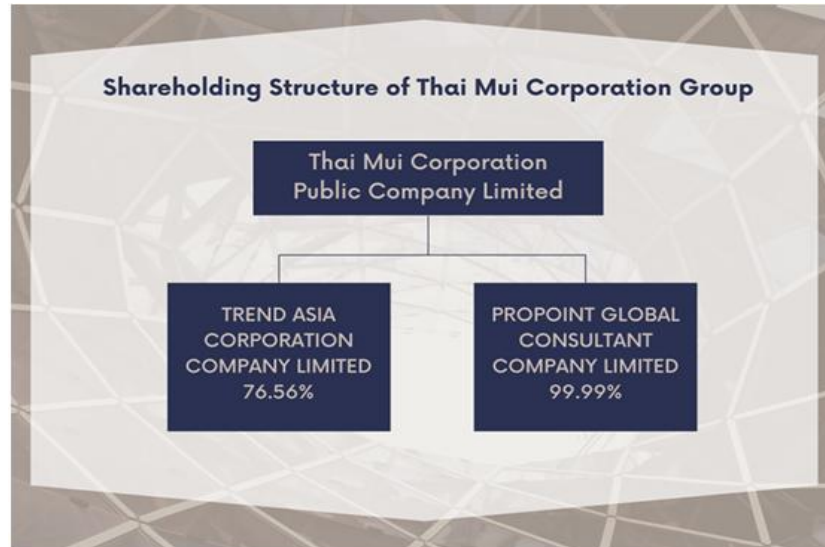 Shareholding Structure of Thai Mui Corporation Group
Thai Mui Corporation
Public Company Limited
TREND ASIA
CORPORATION
COMPANY LIMITED
76.56%
PROPOINT GLOBAL
CONSULTANT
COMPANY LIMITED
99.99%